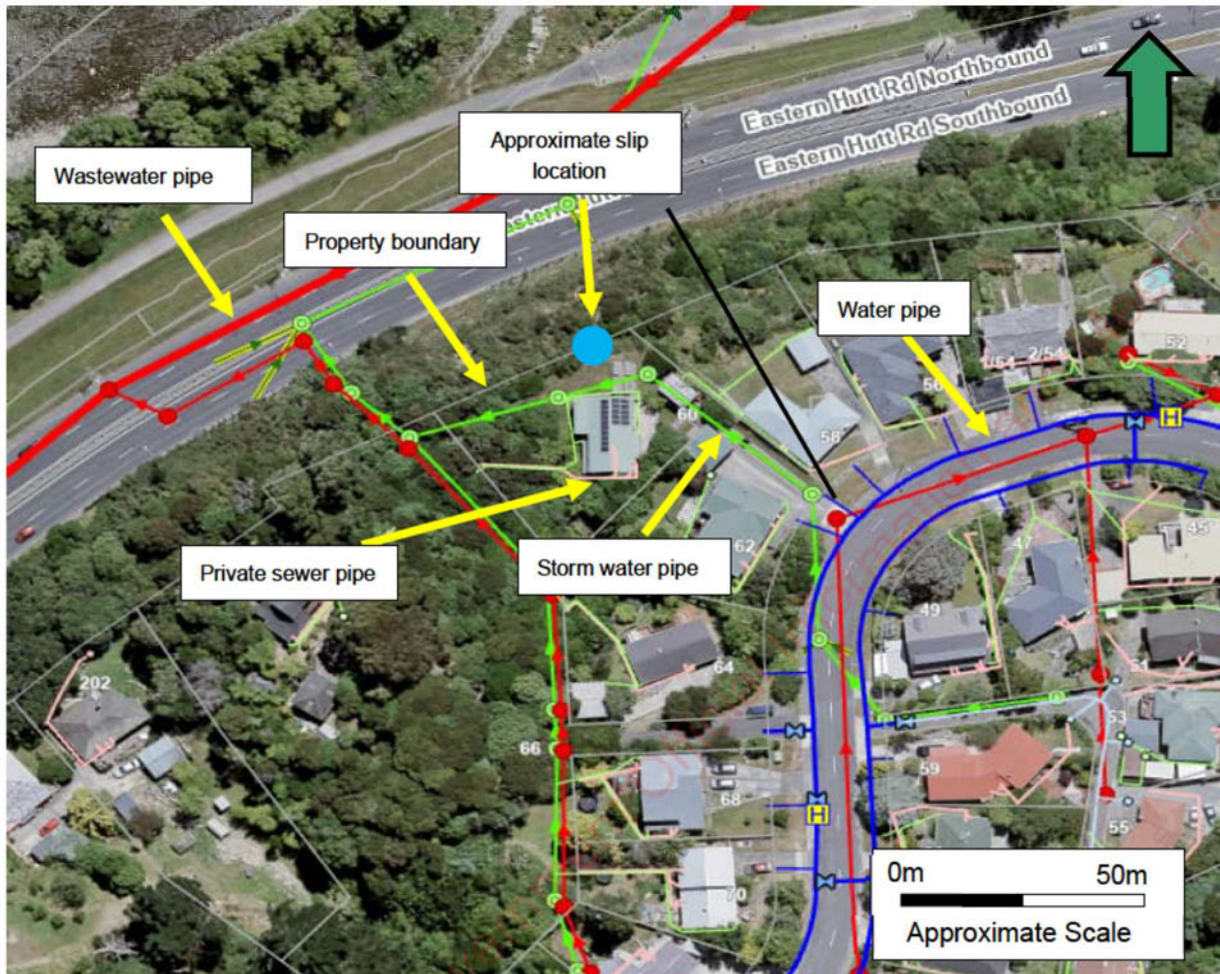 Eastern Hutt Rd Northbound
Eastern Hutt Rd Southbound
Approximate slip
location
Wastewater pipe
Property boundary
Water pipe
52
1/54
2/54
56
60
58
Private sewer pipe
Storm water pipe
62
47
45
49
64
51
202
66
53
59
68
55
70
H
H
0m
50m
Approximate Scale